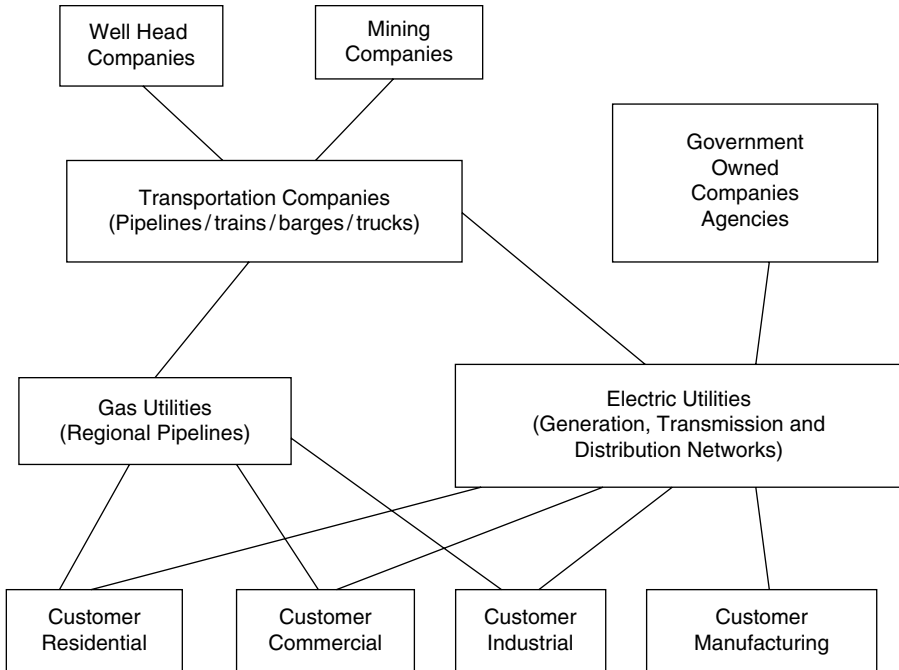 Well Head
Companies
Mining
Companies
Government
Owned
Companies
Agencies
Transportation Companies
(Pipelines/trains/barges/trucks)
Gas Utilities
(Regional Pipelines)
Electric Utilities
(Generation, Transmission and
Distribution Networks)
Customer
Residential
Customer
Commercial
Customer
Industrial
Customer
Manufacturing